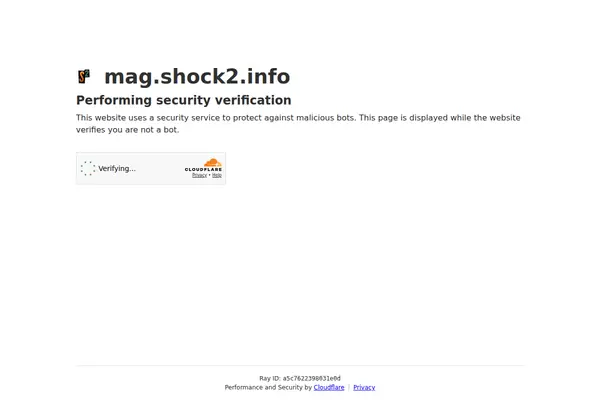 mag.shock2.info
Performing security verification
This website uses a security service to protect against malicious bots. This page is displayed while the website
verifies you are not a bot.
Verifying...
CLOUDFLARE
Privacy • Help
Ray ID: a5c7622398031e0d
Performance and Security by Cloudflare | Privacy